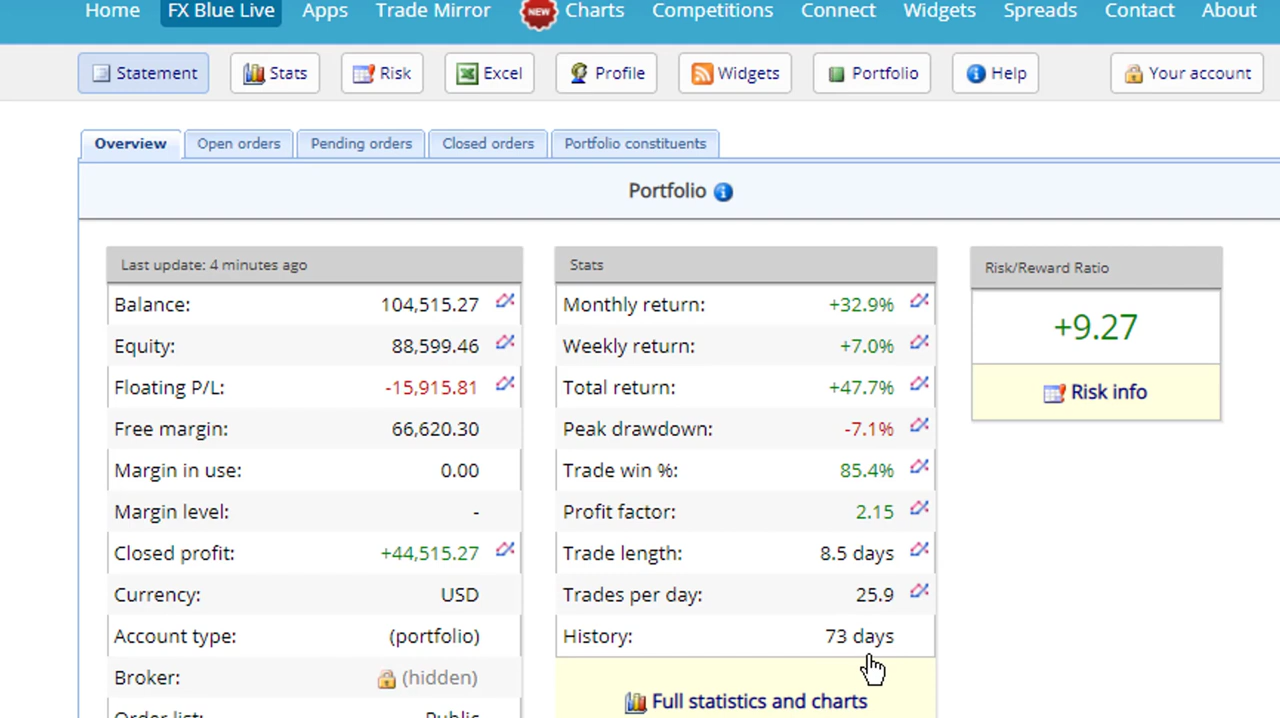 Home FX Blue Live Apps Trade Mirror NEW Charts Competitions Connect Widgets Spreads Contact About
Statement Stats Risk Excel Profile Widgets Portfolio Help Your account
Overview Open orders Pending orders Closed orders Portfolio constituents
Portfolio
Last update: 4 minutes ago
Balance: 104,515.27
Equity: 88,599.46
Floating P/L: -15,915.81
Free margin: 66,620.30
Margin in use: 0.00
Margin level: -
Closed profit: +44,515.27
Currency: USD
Account type: (portfolio)
Broker: (hidden)
Order list: Public
Stats
Monthly return: +32.9%
Weekly return: +7.0%
Total return: +47.7%
Peak drawdown: -7.1%
Trade win %: 85.4%
Profit factor: 2.15
Trade length: 8.5 days
Trades per day: 25.9
History: 73 days
Full statistics and charts
Risk/Reward Ratio
+9.27
Risk info